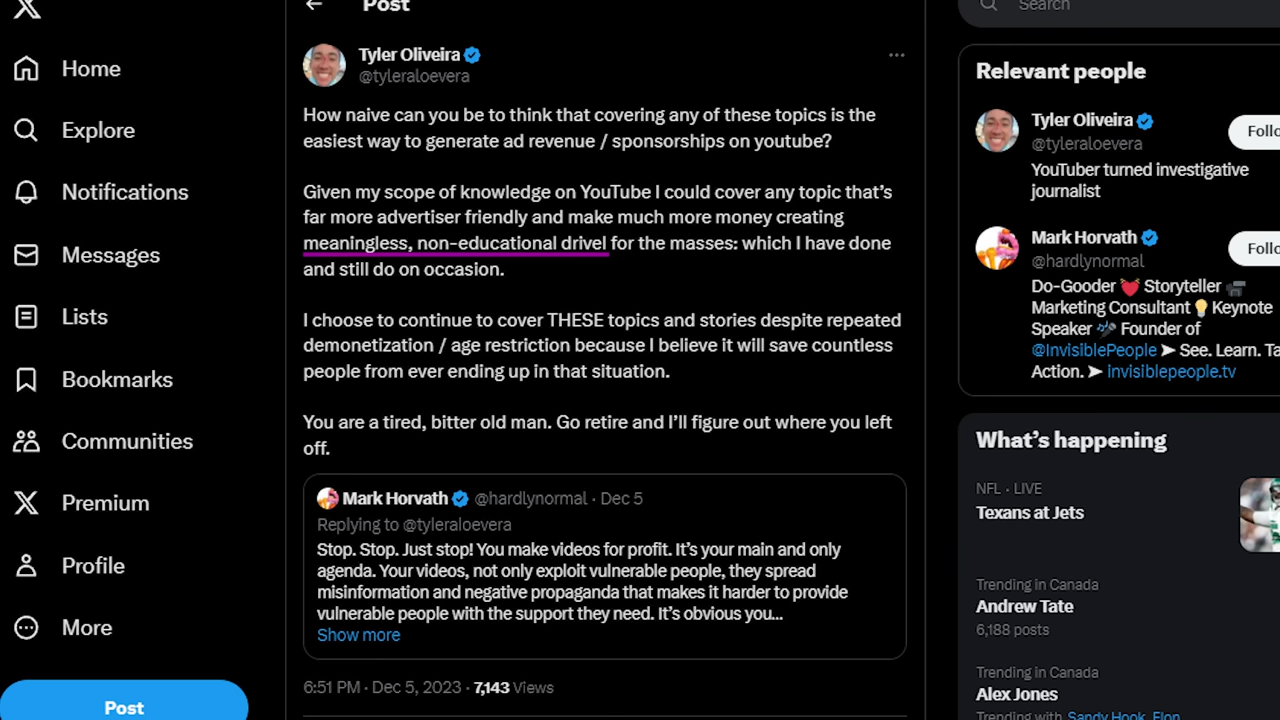 Post
Search
Home
Explore
Notifications
Messages
Lists
Bookmarks
Communities
Premium
Profile
More
Post
Tyler Oliveira
@tyleraloevera
How naive can you be to think that covering any of these topics is the
easiest way to generate ad revenue / sponsorships on youtube?
Given my scope of knowledge on YouTube I could cover any topic that's
far more advertiser friendly and make much more money creating
meaningless, non-educational drivel for the masses: which I have done
and still do on occasion.
I choose to continue to cover THESE topics and stories despite repeated
demonetization / age restriction because I believe it will save countless
people from ever ending up in that situation.
You are a tired, bitter old man. Go retire and I'll figure out where you left
off.
Mark Horvath @hardlynormal · Dec 5
Replying to @tyleraloevera
Stop. Stop. Just stop! You make videos for profit. It's your main and only
agenda. Your videos, not only exploit vulnerable people, they spread
misinformation and negative propaganda that makes it harder to provide
vulnerable people with the support they need. It's obvious you...
Show more
6:51 PM · Dec 5, 2023 · 7,143 Views
Relevant people
Tyler Oliveira
@tyleraloevera
Follo
YouTuber turned investigative
journalist
Mark Horvath
@hardlynormal
Follo
Do-Gooder 💓 Storyteller 📹
Marketing Consultant 💡 Keynote
Speaker 🎤 Founder of
@InvisiblePeople ➤ See. Learn. Ta
Action. ➤ invisiblepeople.tv
What's happening
NFL · LIVE
Texans at Jets
Trending in Canada
Andrew Tate
6,188 posts
Trending in Canada
Alex Jones
Trending with Sandy Hook, Elon